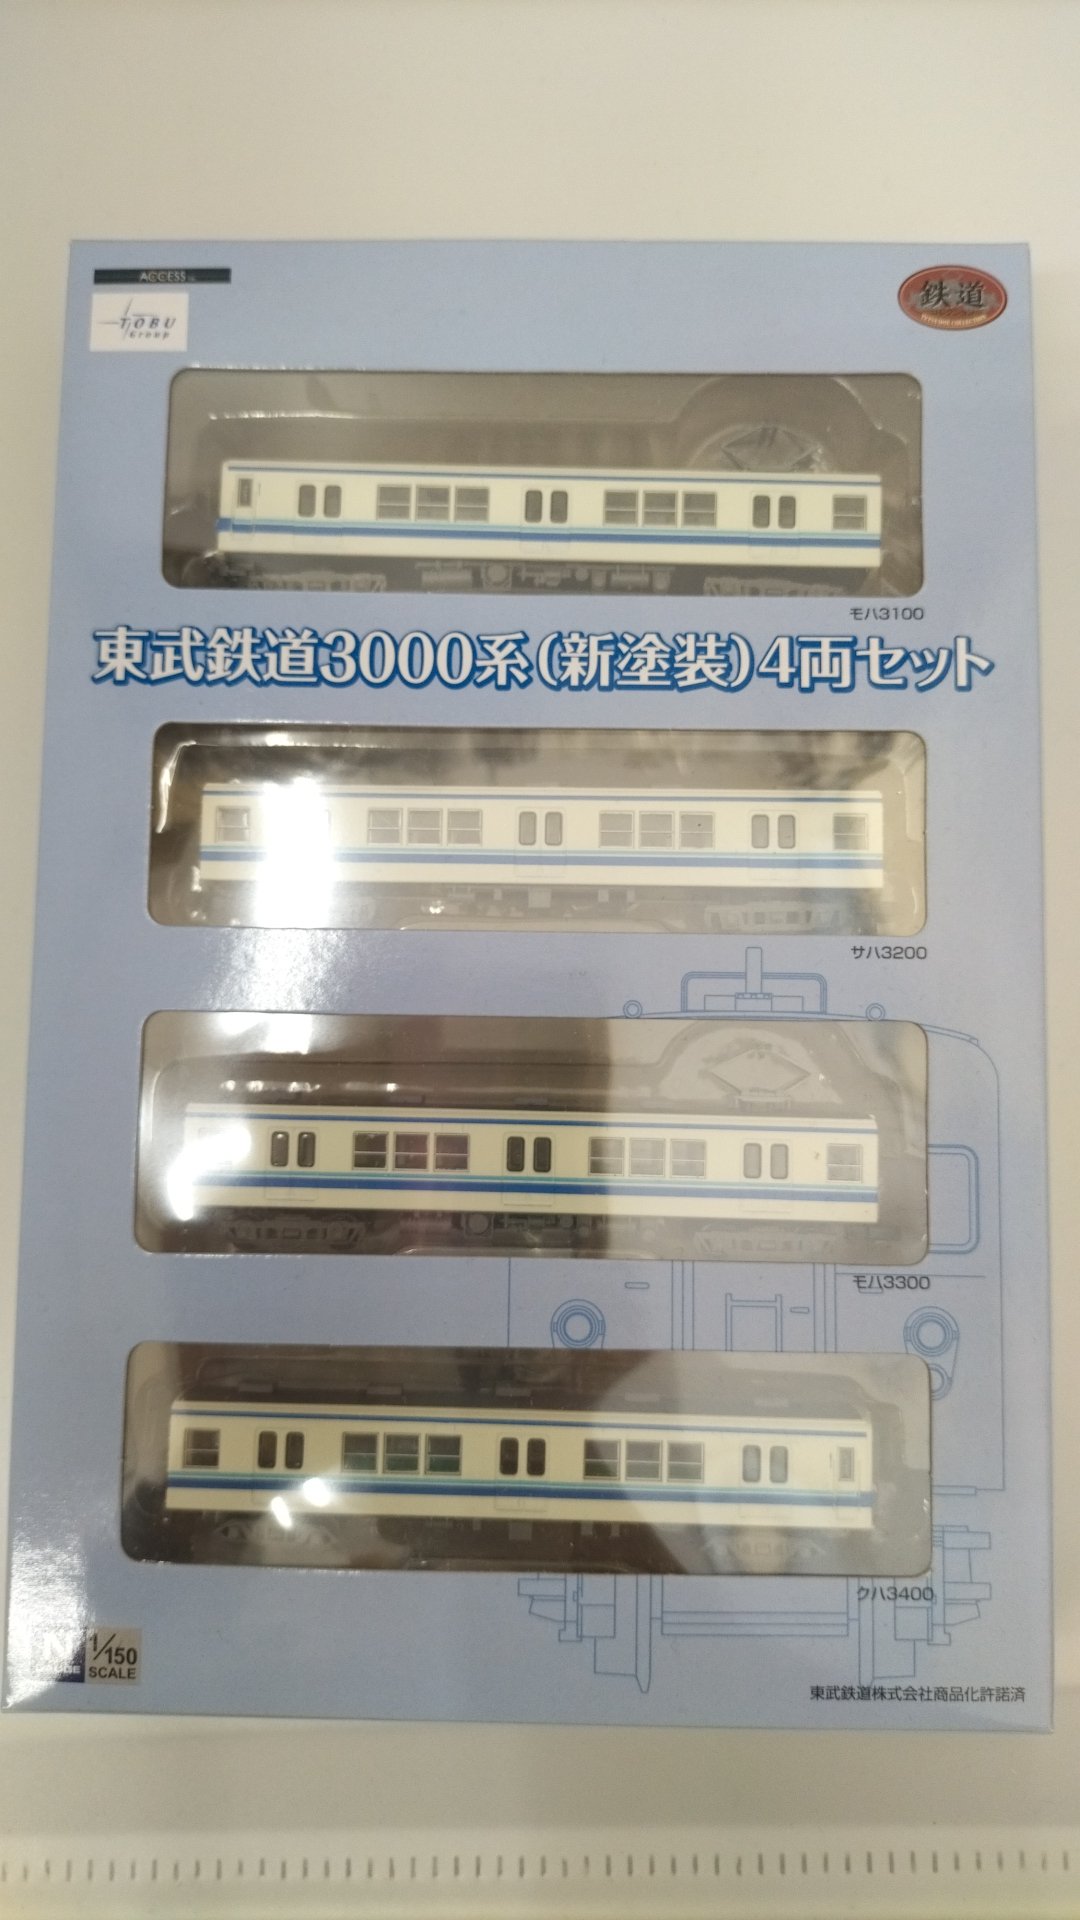 ACCESS
TOBU
Group
鉄道
モハ3100
東武鉄道3000系(新塗装)4両セット
サハ3200
モハ3300
クハ3400
N
1/150
SCALE
東武鉄道株式会社商品化許諾済